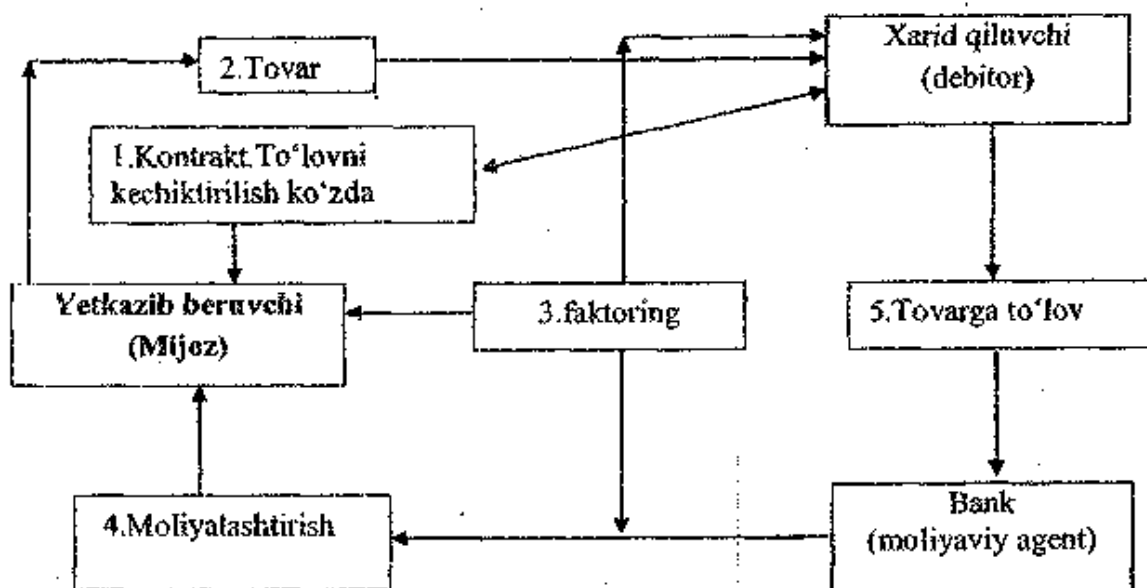 Xarid qiluvchi
(debitor)
2.Tovar
1.Kontrakt.To‘lovni
kechiktirilish ko‘zda
Yetkazib beruvchi
(Mijoz)
3.faktoring
5.Tovarga to‘lov
4.Moliyalashtirish
Bank
(moliyaviy agent)